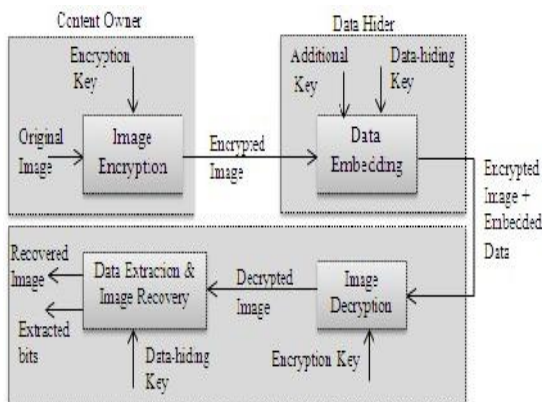 Content Owner
Data Hider
Encryption
Key
Additional
Key
Data-hiding
Key
Original
Image
Image
Encryption
Encrypted
Image
Data
Embedding
Encrypted
Image +
Embedded
Data
Recovered
Image
Extracted
bits
Data Extraction &
Image Recovery
Decrypted
Image
Image
Decryption
Data-hiding
Key
Encryption Key